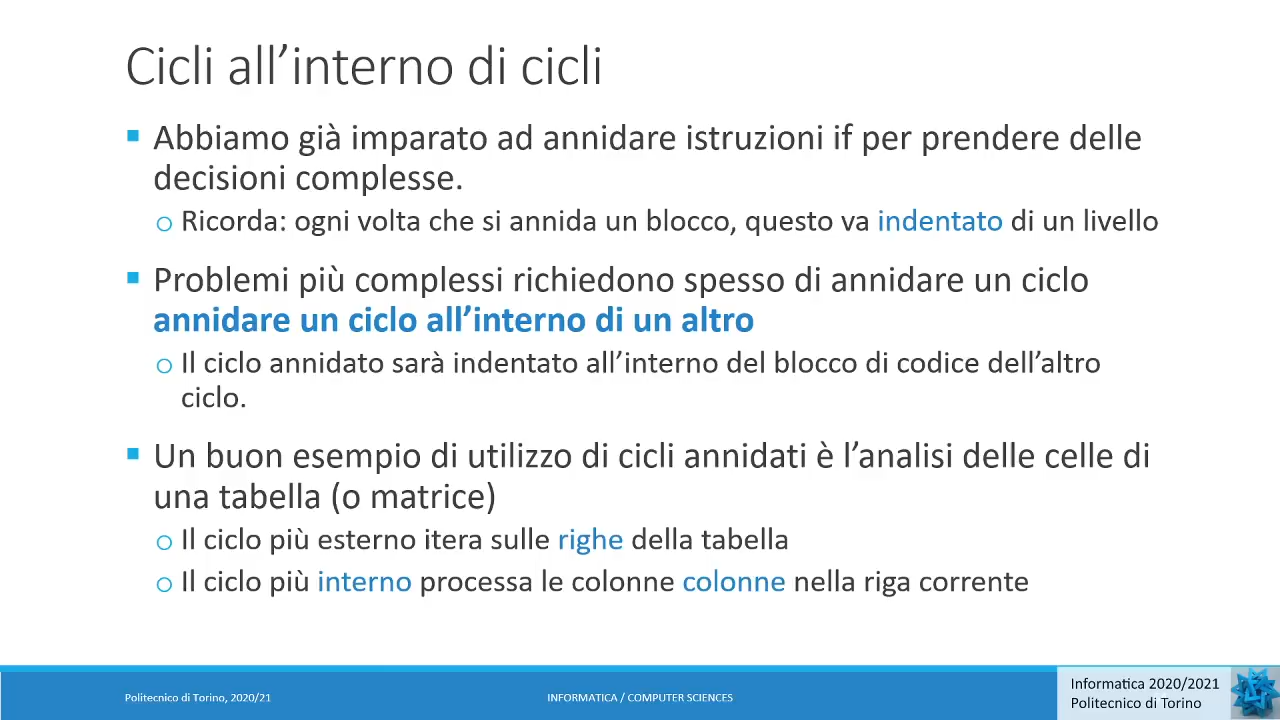 Cicli all’interno di cicli
Abbiamo già imparato ad annidare istruzioni if per prendere delle
decisioni complesse.
Ricorda: ogni volta che si annida un blocco, questo va indentato di un livello
Problemi più complessi richiedono spesso di annidare un ciclo
annidare un ciclo all’interno di un altro
Il ciclo annidato sarà indentato all’interno del blocco di codice dell’altro
ciclo.
Un buon esempio di utilizzo di cicli annidati è l’analisi delle celle di
una tabella (o matrice)
Il ciclo più esterno itera sulle righe della tabella
Il ciclo più interno processa le colonne colonne nella riga corrente
Politecnico di Torino, 2020/21
INFORMATICA / COMPUTER SCIENCES
Informatica 2020/2021
Politecnico di Torino